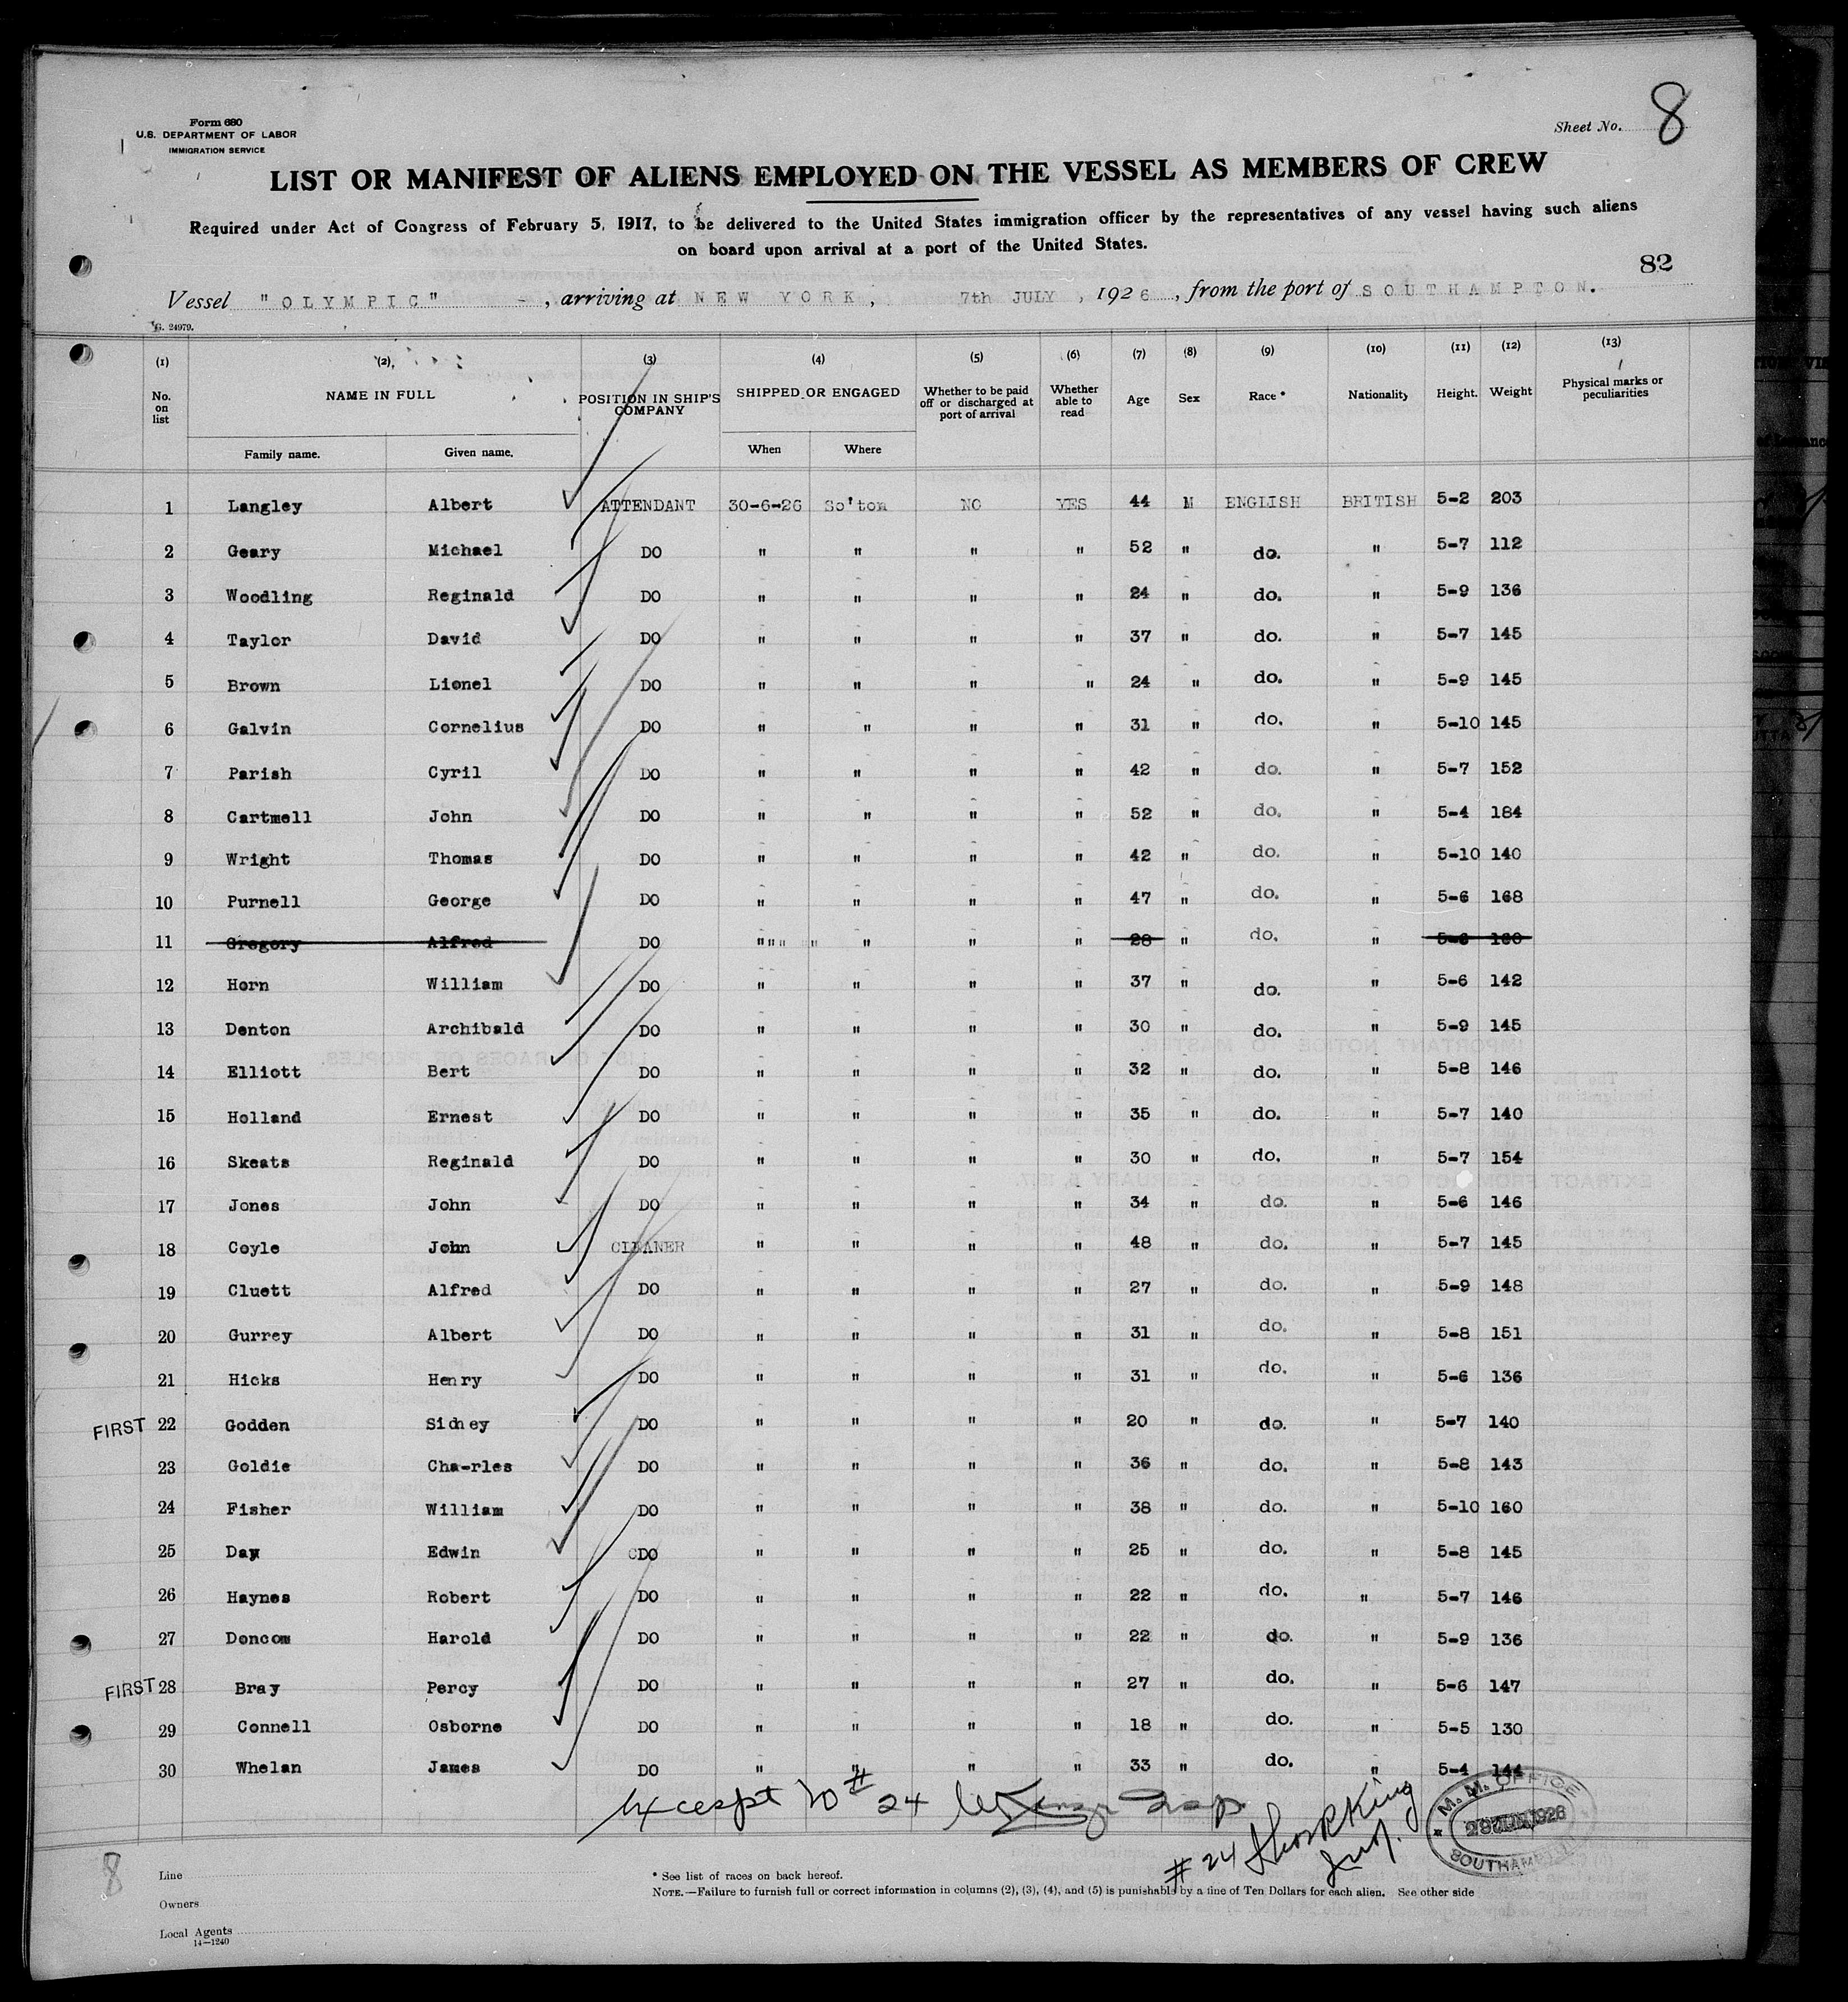 Form 680
U.S. DEPARTMENT OF LABOR
IMMIGRATION SERVICE
Sheet No. 8
LIST OR MANIFEST OF ALIENS EMPLOYED ON THE VESSEL AS MEMBERS OF CREW
Required under Act of Congress of February 5, 1917, to be delivered to the United States immigration officer by the representatives of any vessel having such aliens
on board upon arrival at a port of the United States.
82
Vessel "OLYMPIC" - , arriving at NEW YORK, 7th JULY , 1926 , from the port of SOUTHAMPTON.
G. 24979.
(1) (2) (3) (4) (5) (6) (7) (8) (9) (10) (11) (12) (13)
No. on list NAME IN FULL POSITION IN SHIP'S COMPANY SHIPPED OR ENGAGED Whether to be paid off or discharged at port of arrival Whether able to read Age Sex Race * Nationality Height. Weight Physical marks or peculiarities
Family name. Given name. When Where
1 Langley Albert ATTENDANT 30-6-26 So'ton NO YES 44 M ENGLISH BRITISH 5-2 203
2 Geary Michael DO " " " " 52 " do. " 5-7 112
3 Woodling Reginald DO " " " " 24 " do. " 5-9 136
4 Taylor David DO " " " " 37 " do. " 5-7 145
5 Brown Lionel DO " " " " 24 " do. " 5-9 145
6 Galvin Cornelius DO " " " " 31 " do. " 5-10 145
7 Parish Cyril DO " " " " 42 " do. " 5-7 152
8 Cartmell John DO " " " " 52 " do. " 5-4 184
9 Wright Thomas DO " " " " 42 " do. " 5-10 140
10 Purnell George DO " " " " 47 " do. " 5-6 168
11 Gregory Alfred DO """ " " " " 28 " do. " 5-6 160
12 Horn William DO " " " " 37 " do. " 5-6 142
13 Denton Archibald DO " " " " 30 " do. " 5-9 145
14 Elliott Bert DO " " " " 32 " do. " 5-8 146
15 Holland Ernest DO " " " " 35 " do. " 5-7 140
16 Skeats Reginald DO " " " " 30 " do. " 5-7 154
17 Jones John DO " " " " 34 " do. " 5-6 146
18 Coyle John CLEANER " " " " 48 " do. " 5-7 145
19 Cluett Alfred DO " " " " 27 " do. " 5-9 148
20 Gurrey Albert DO " " " " 31 " do. " 5-8 151
21 Hicks Henry DO " " " " 31 " do. " 5-6 136
FIRST 22 Godden Sidney DO " " " " 20 " do. " 5-7 140
23 Goldie Cha-rles DO " " " " 36 " do. " 5-8 143
24 Fisher William DO " " " " 38 " do. " 5-10 160
25 Day Edwin CDO " " " " 25 " do. " 5-8 145
26 Haynes Robert DO " " " " 22 " do. " 5-7 146
27 Doncom Harold DO " " " " 22 " do. " 5-9 136
FIRST 28 Bray Percy DO " " " " 27 " do. " 5-6 147
29 Connell Osborne DO " " " " 18 " do. " 5-5 130
30 Whelan James DO " " " " 33 " do. " 5-4 144
Except No # 24
# 24
M. M. OFFICE
28 JUN 1926
SOUTHAMPTON
8
Line
Owners
Local Agents
14-1240
* See list of races on back hereof.
NOTE.—Failure to furnish full or correct information in columns (2), (3), (4), and (5) is punishable by a fine of Ten Dollars for each alien. See other side